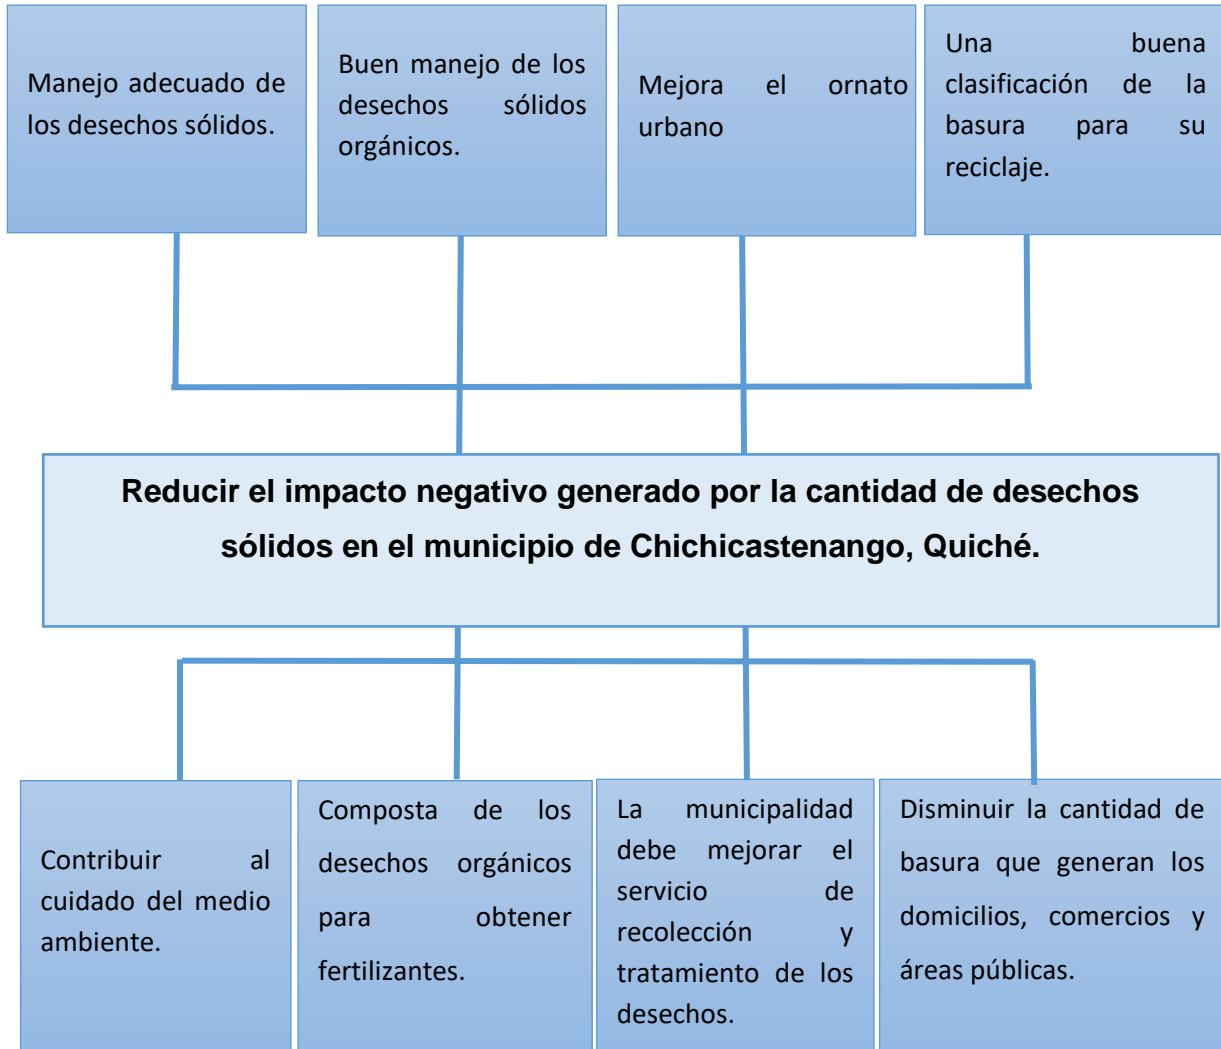 Manejo adecuado de
los desechos sólidos.
Buen manejo de los
desechos sólidos
orgánicos.
Mejora el ornato
urbano
Una buena
clasificación de la
basura para su
reciclaje.
Reducir el impacto negativo generado por la cantidad de desechos
sólidos en el municipio de Chichicastenango, Quiché.
Contribuir al
cuidado del medio
ambiente.
Composta de los
desechos orgánicos
para obtener
fertilizantes.
La municipalidad
debe mejorar el
servicio de
recolección y
tratamiento de los
desechos.
Disminuir la cantidad de
basura que generan los
domicilios, comercios y
áreas públicas.